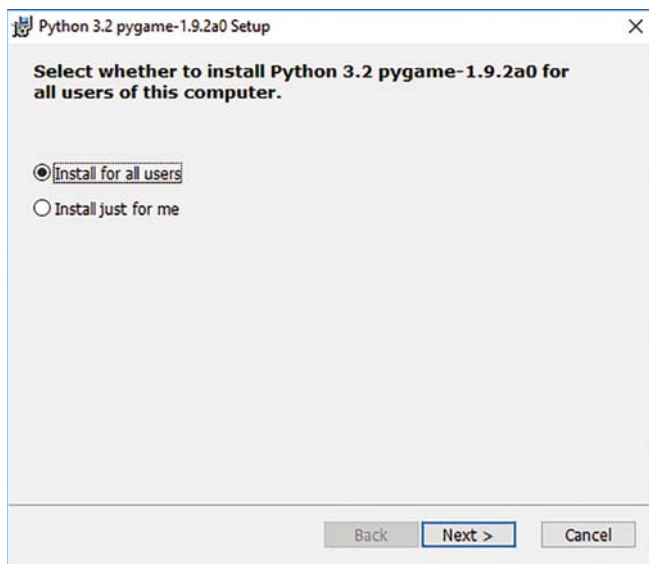 Python 3.2 pygame-1.9.2a0 Setup
Select whether to install Python 3.2 pygame-1.9.2a0 for
all users of this computer.
Install for all users
Install just for me
Back
Next >
Cancel